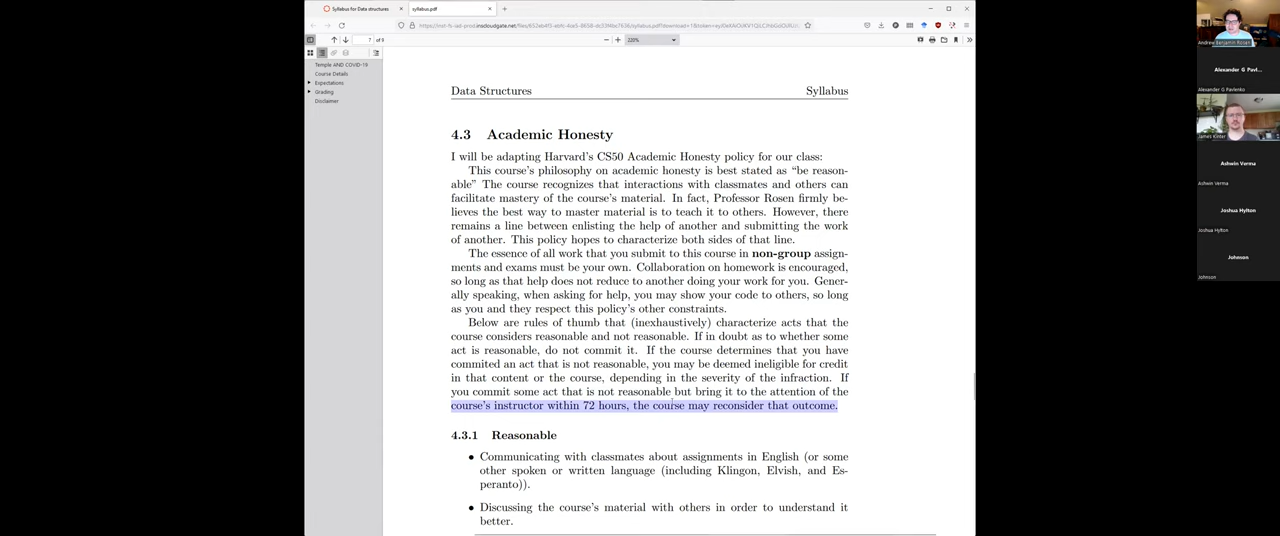 Syllabus for Data structures
syllabus.pdf
7 of 9
220%
Temple AND COVID-19
Course Details
Expectations
Grading
Disclaimer
Data Structures Syllabus
4.3 Academic Honesty
I will be adapting Harvard's CS50 Academic Honesty policy for our class:
This course's philosophy on academic honesty is best stated as “be reason-
able” The course recognizes that interactions with classmates and others can
facilitate mastery of the course's material. In fact, Professor Rosen firmly be-
lieves the best way to master material is to teach it to others. However, there
remains a line between enlisting the help of another and submitting the work
of another. This policy hopes to characterize both sides of that line.
The essence of all work that you submit to this course in non-group assign-
ments and exams must be your own. Collaboration on homework is encouraged,
so long as that help does not reduce to another doing your work for you. Gener-
ally speaking, when asking for help, you may show your code to others, so long
as you and they respect this policy's other constraints.
Below are rules of thumb that (inexhaustively) characterize acts that the
course considers reasonable and not reasonable. If in doubt as to whether some
act is reasonable, do not commit it. If the course determines that you have
commited an act that is not reasonable, you may be deemed ineligible for credit
in that content or the course, depending in the severity of the infraction. If
you commit some act that is not reasonable but bring it to the attention of the
course's instructor within 72 hours, the course may reconsider that outcome.
4.3.1 Reasonable
• Communicating with classmates about assignments in English (or some
other spoken or written language (including Klingon, Elvish, and Es-
peranto)).
• Discussing the course's material with others in order to understand it
better.
Andrew Benjamin Rosen
Alexander G Pavl...
Alexander G Pavlenko
James Kinter
Ashwin Verma
Ashwin Verma
Joshua Hylton
Joshua Hylton
Johnson
Johnson